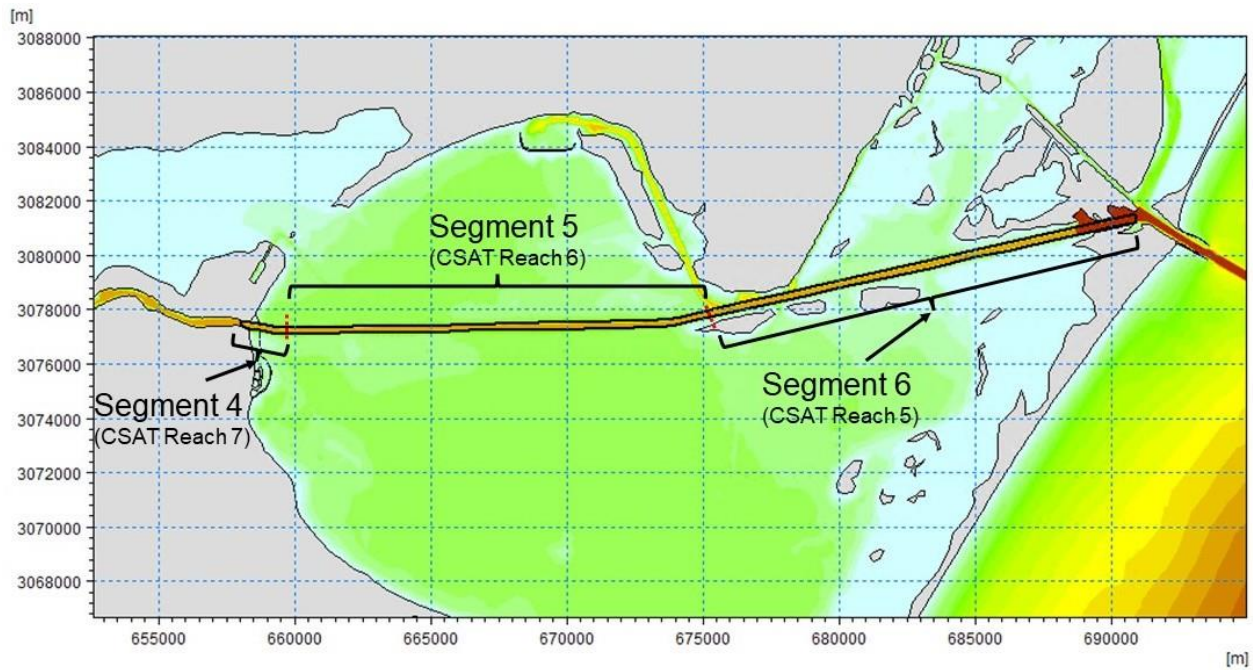 [m]
3088000
3086000
3084000
3082000
3080000
3078000
3076000
3074000
3072000
3070000
3068000
Segment 5
(CSAT Reach 6)
Segment 4
(CSAT Reach 7)
Segment 6
(CSAT Reach 5)
655000 660000 665000 670000 675000 680000 685000 690000
[m]